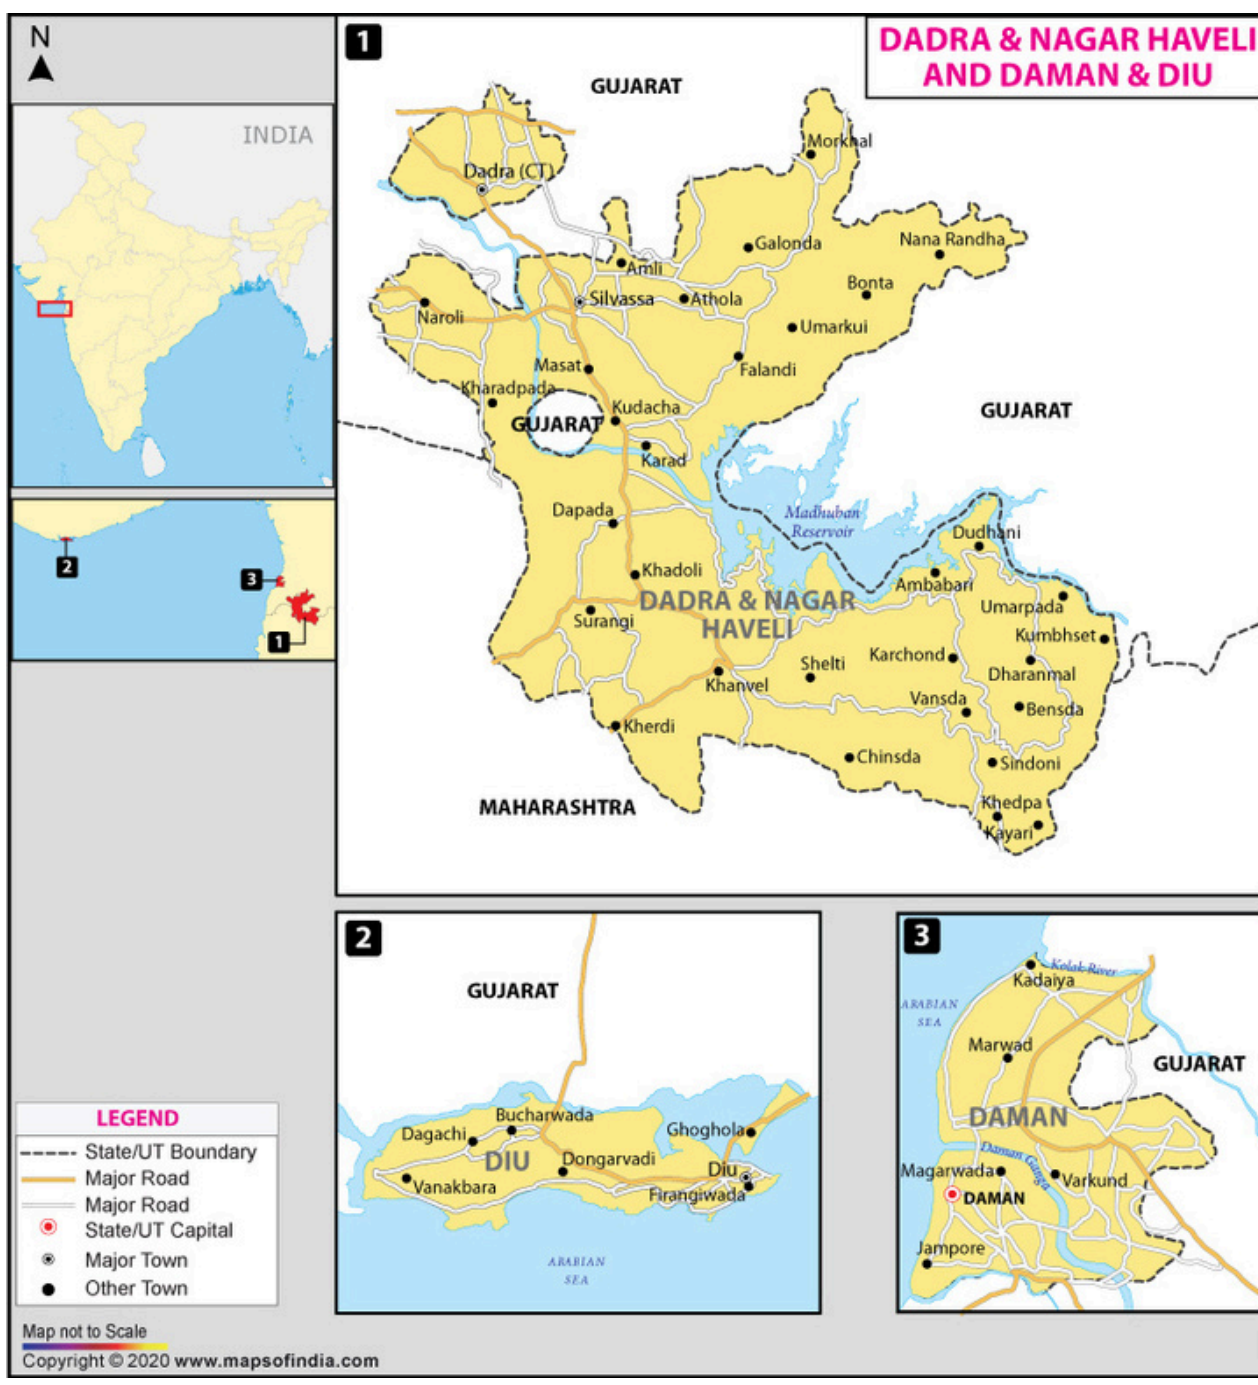 N
INDIA
2
3
1
1
DADRA & NAGAR HAVELI
AND DAMAN & DIU
GUJARAT
Morkhal
Dadra (CT)
Galonda
Nana Randha
Amli
Bonta
Silvassa
Athola
Naroli
Umarkui
Masat
Falandi
Kharadpada
Kudacha
GUJARAT
GUJARAT
Karad
Dapada
Madhuban
Reservoir
Dudhani
Khadoli
Ambabari
DADRA & NAGAR
HAVELI
Umarpada
Surangi
Kumbhset
Shelti
Karchond
Dharanmal
Khanvel
Vansda
Bensda
Kherdi
Chinsda
Sindoni
MAHARASHTRA
Khedpa
Kayari
2
GUJARAT
Bucharwada
Dagachi
Ghoghola
DIU
Dongarvadi
Diu
Vanakbara
Firangiwada
ARABIAN
SEA
3
Kolak River
Kadaiya
ARABIAN
SEA
Marwad
GUJARAT
DAMAN
Daman Ganga
Magarwada
Varkund
DAMAN
Jampore
LEGEND
State/UT Boundary
Major Road
Major Road
State/UT Capital
Major Town
Other Town
Map not to Scale
Copyright © 2020 www.mapsofindia.com